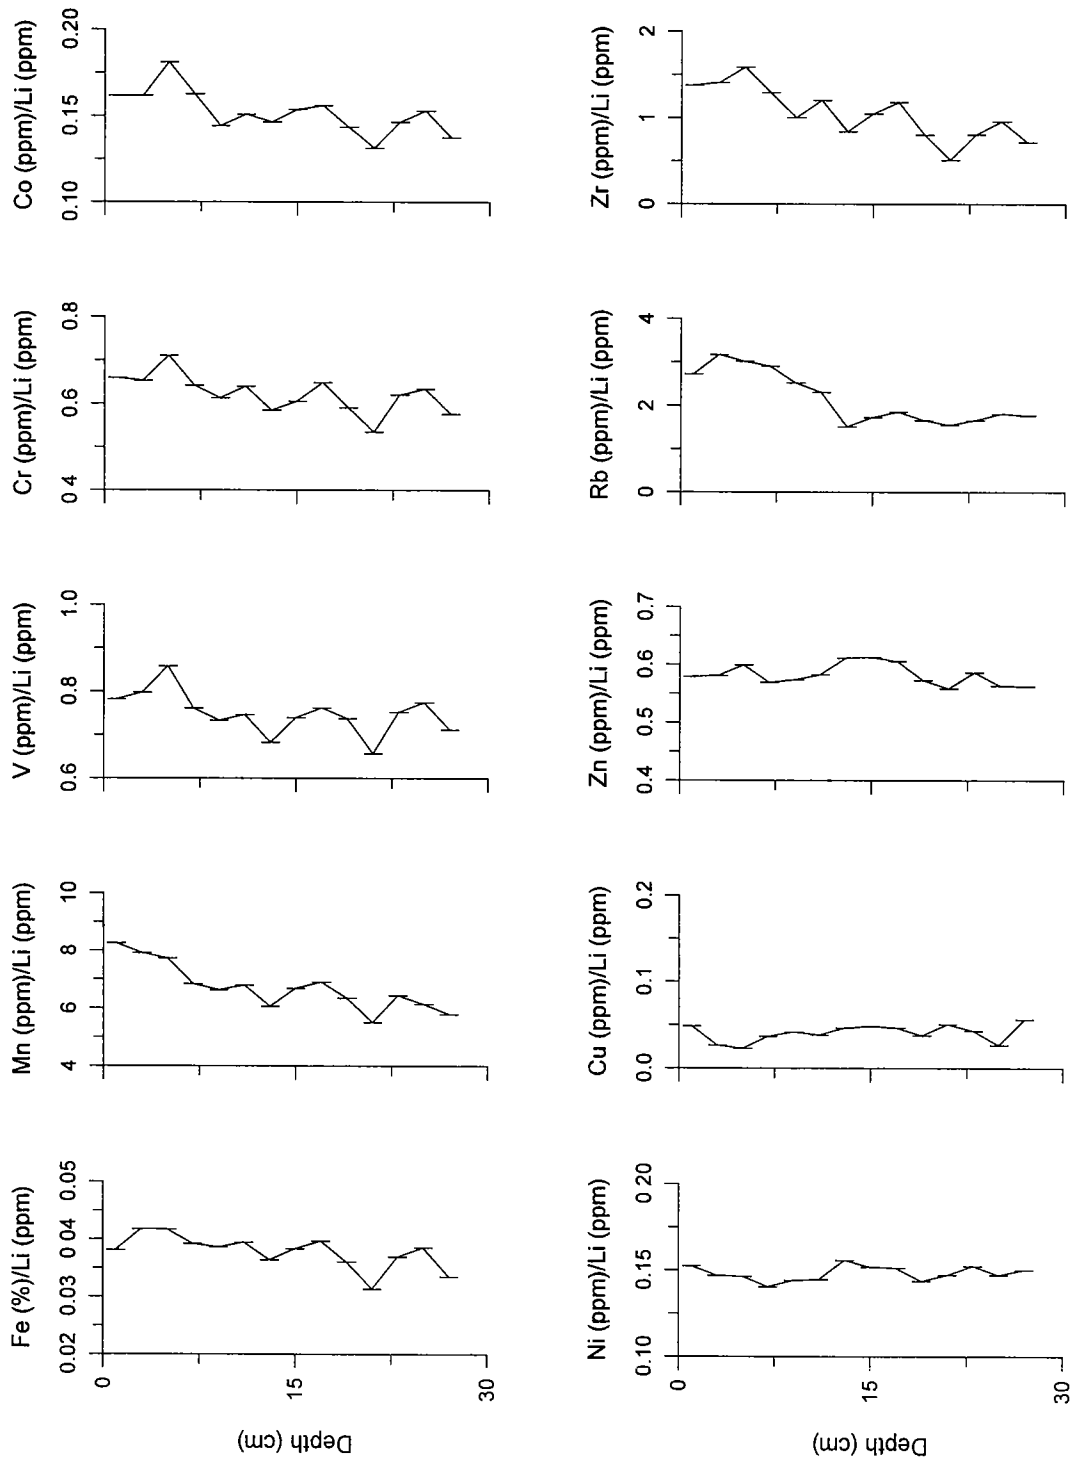 Fe (%)/Li (ppm)
0.02 0.03 0.04 0.05
Mn (ppm)/Li (ppm)
4 6 8 10
V (ppm)/Li (ppm)
0.6 0.8 1.0
Cr (ppm)/Li (ppm)
0.4 0.6 0.8
Co (ppm)/Li (ppm)
0.10 0.15 0.20
0
15
30
Depth (cm)
Ni (ppm)/Li (ppm)
0.10 0.15 0.20
Cu (ppm)/Li (ppm)
0.0 0.1 0.2
Zn (ppm)/Li (ppm)
0.4 0.5 0.6 0.7
Rb (ppm)/Li (ppm)
0 2 4
Zr (ppm)/Li (ppm)
0 1 2
0
15
30
Depth (cm)